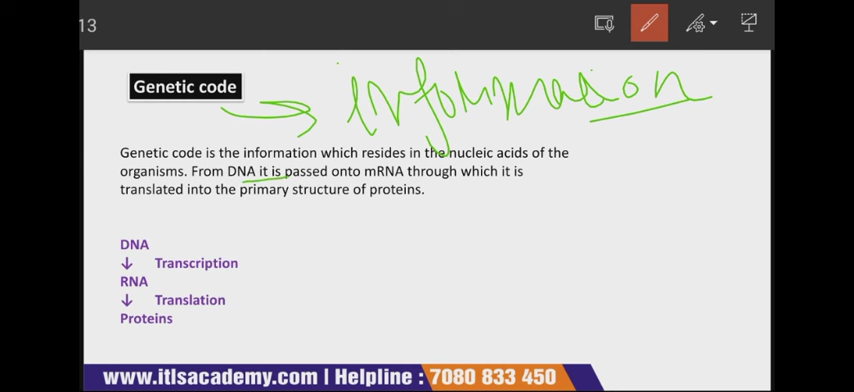 13
Genetic code
Information
Genetic code is the information which resides in the nucleic acids of the
organisms. From DNA it is passed onto mRNA through which it is
translated into the primary structure of proteins.
DNA
↓ Transcription
RNA
↓ Translation
Proteins
www.itlsacademy.com | Helpline : 7080 833 450